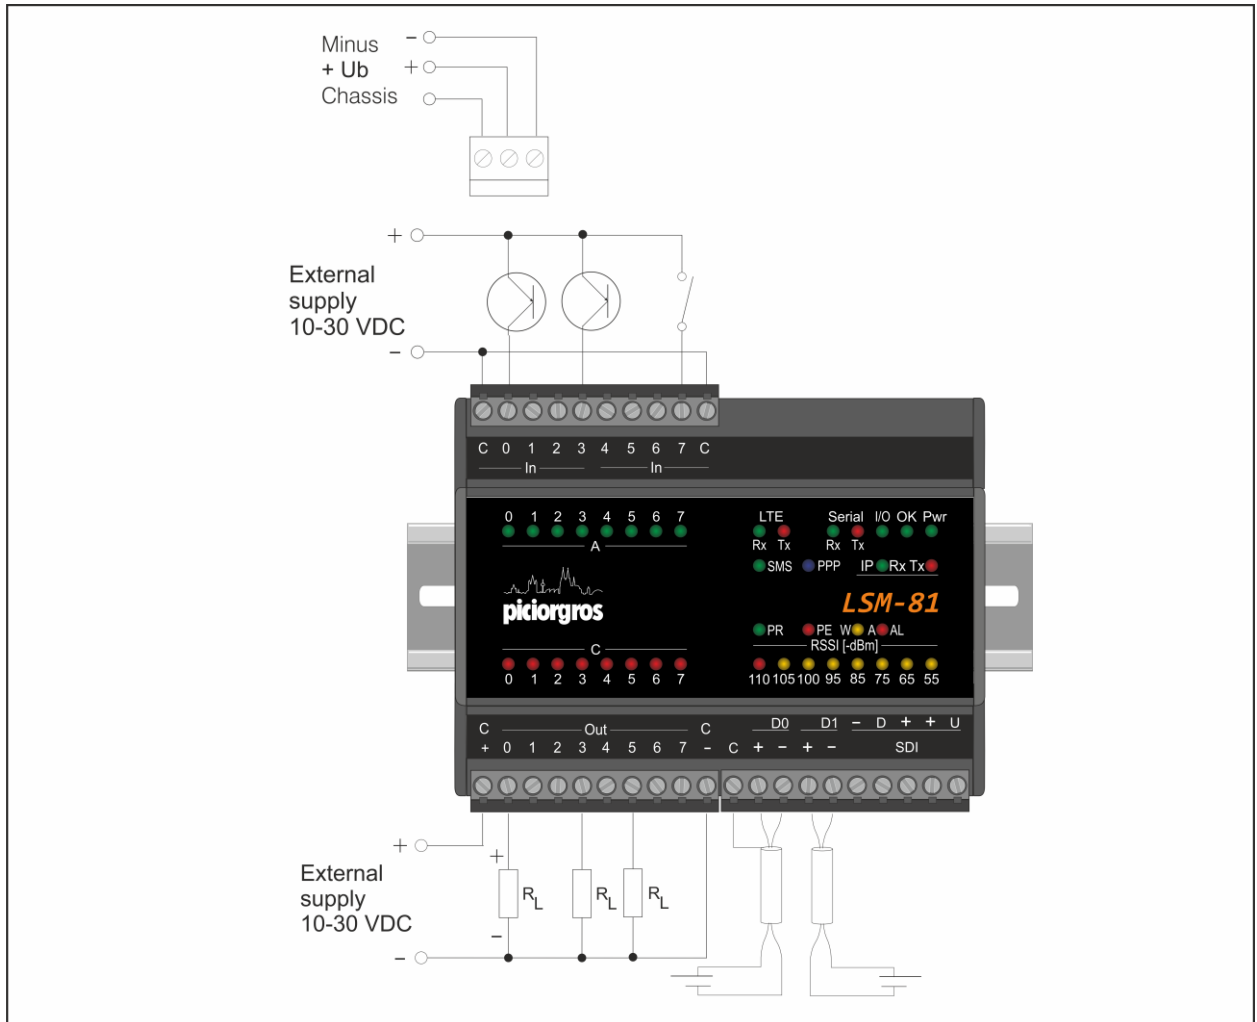 Minus −
+ Ub +
Chassis
+
External
supply
10-30 VDC
−
C 0 1 2 3 4 5 6 7 C
In In
0 1 2 3 4 5 6 7
A
LTE Serial I/O OK Pwr
Rx Tx Rx Tx
SMS PPP IP Rx Tx
piciorgros
LSM-81
PR PE W A AL
RSSI [-dBm]
C
0 1 2 3 4 5 6 7
110 105 100 95 85 75 65 55
C Out C
+ 0 1 2 3 4 5 6 7 −
D0 D1 − D + + U
C + − + − SDI
+
External
supply
10-30 VDC
−
+
RL RL RL
−